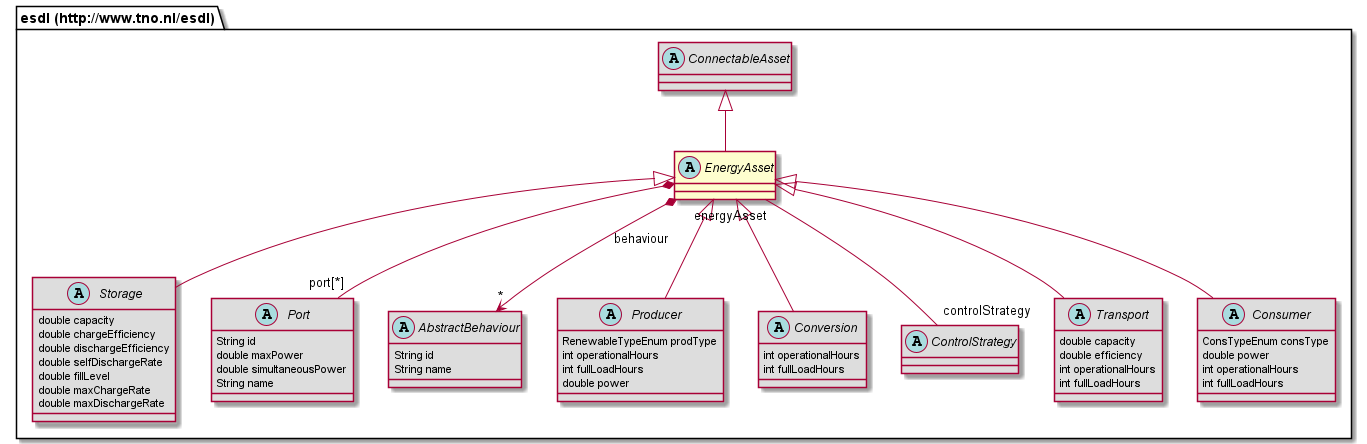 esdl (http://www.tno.nl/esdl)
A ConnectableAsset
A EnergyAsset
energyAsset
behaviour
port[*]
*
controlStrategy
A Storage
double capacity
double chargeEfficiency
double dischargeEfficiency
double selfDischargeRate
double fillLevel
double maxChargeRate
double maxDischargeRate
A Port
String id
double maxPower
double simultaneousPower
String name
A AbstractBehaviour
String id
String name
A Producer
RenewableTypeEnum prodType
int operationalHours
int fullLoadHours
double power
A Conversion
int operationalHours
int fullLoadHours
A ControlStrategy
A Transport
double capacity
double efficiency
int operationalHours
int fullLoadHours
A Consumer
ConsTypeEnum consType
double power
int operationalHours
int fullLoadHours